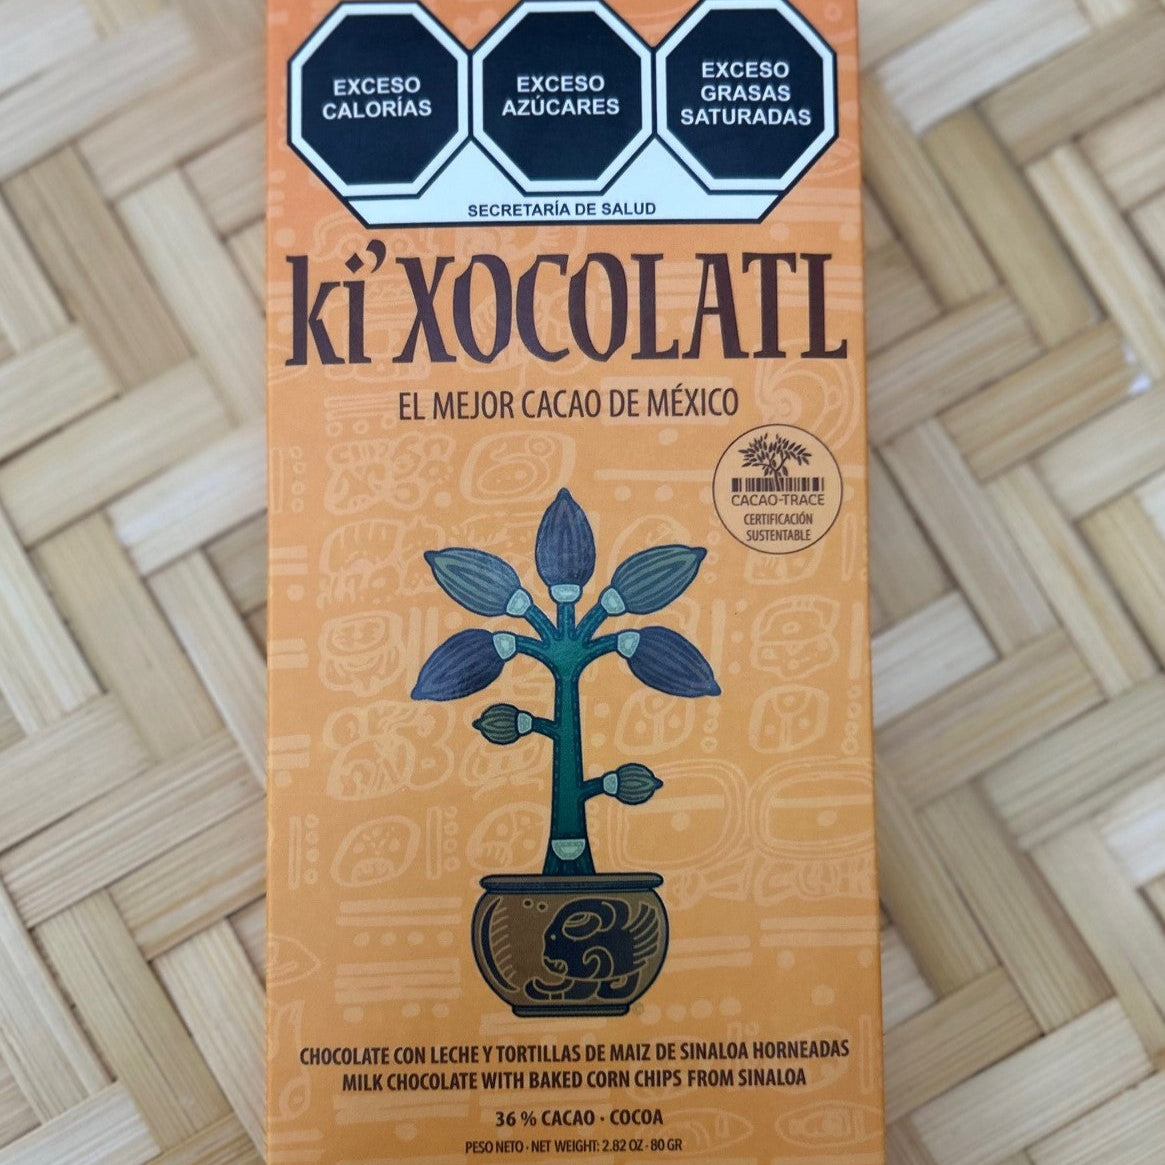 EXCESO
CALORÍAS
EXCESO
AZÚCARES
EXCESO
GRASAS
SATURADAS
SECRETARÍA DE SALUD
ki'XOCOLATL
EL MEJOR CACAO DE MÉXICO
CACAO-TRACE
CERTIFICACIÓN
SUSTENTABLE
CHOCOLATE CON LECHE Y TORTILLAS DE MAIZ DE SINALOA HORNEADAS
MILK CHOCOLATE WITH BAKED CORN CHIPS FROM SINALOA
36 % CACAO · COCOA
PESO NETO · NET WEIGHT: 2.82 OZ · 80 GR